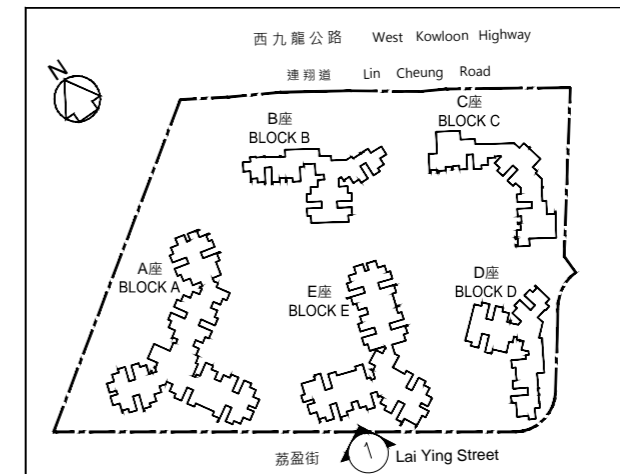 西九龍公路 West Kowloon Highway
連翔道 Lin Cheung Road
N
B座
BLOCK B
C座
BLOCK C
A座
BLOCK A
E座
BLOCK E
D座
BLOCK D
荔盈街 1 Lai Ying Street